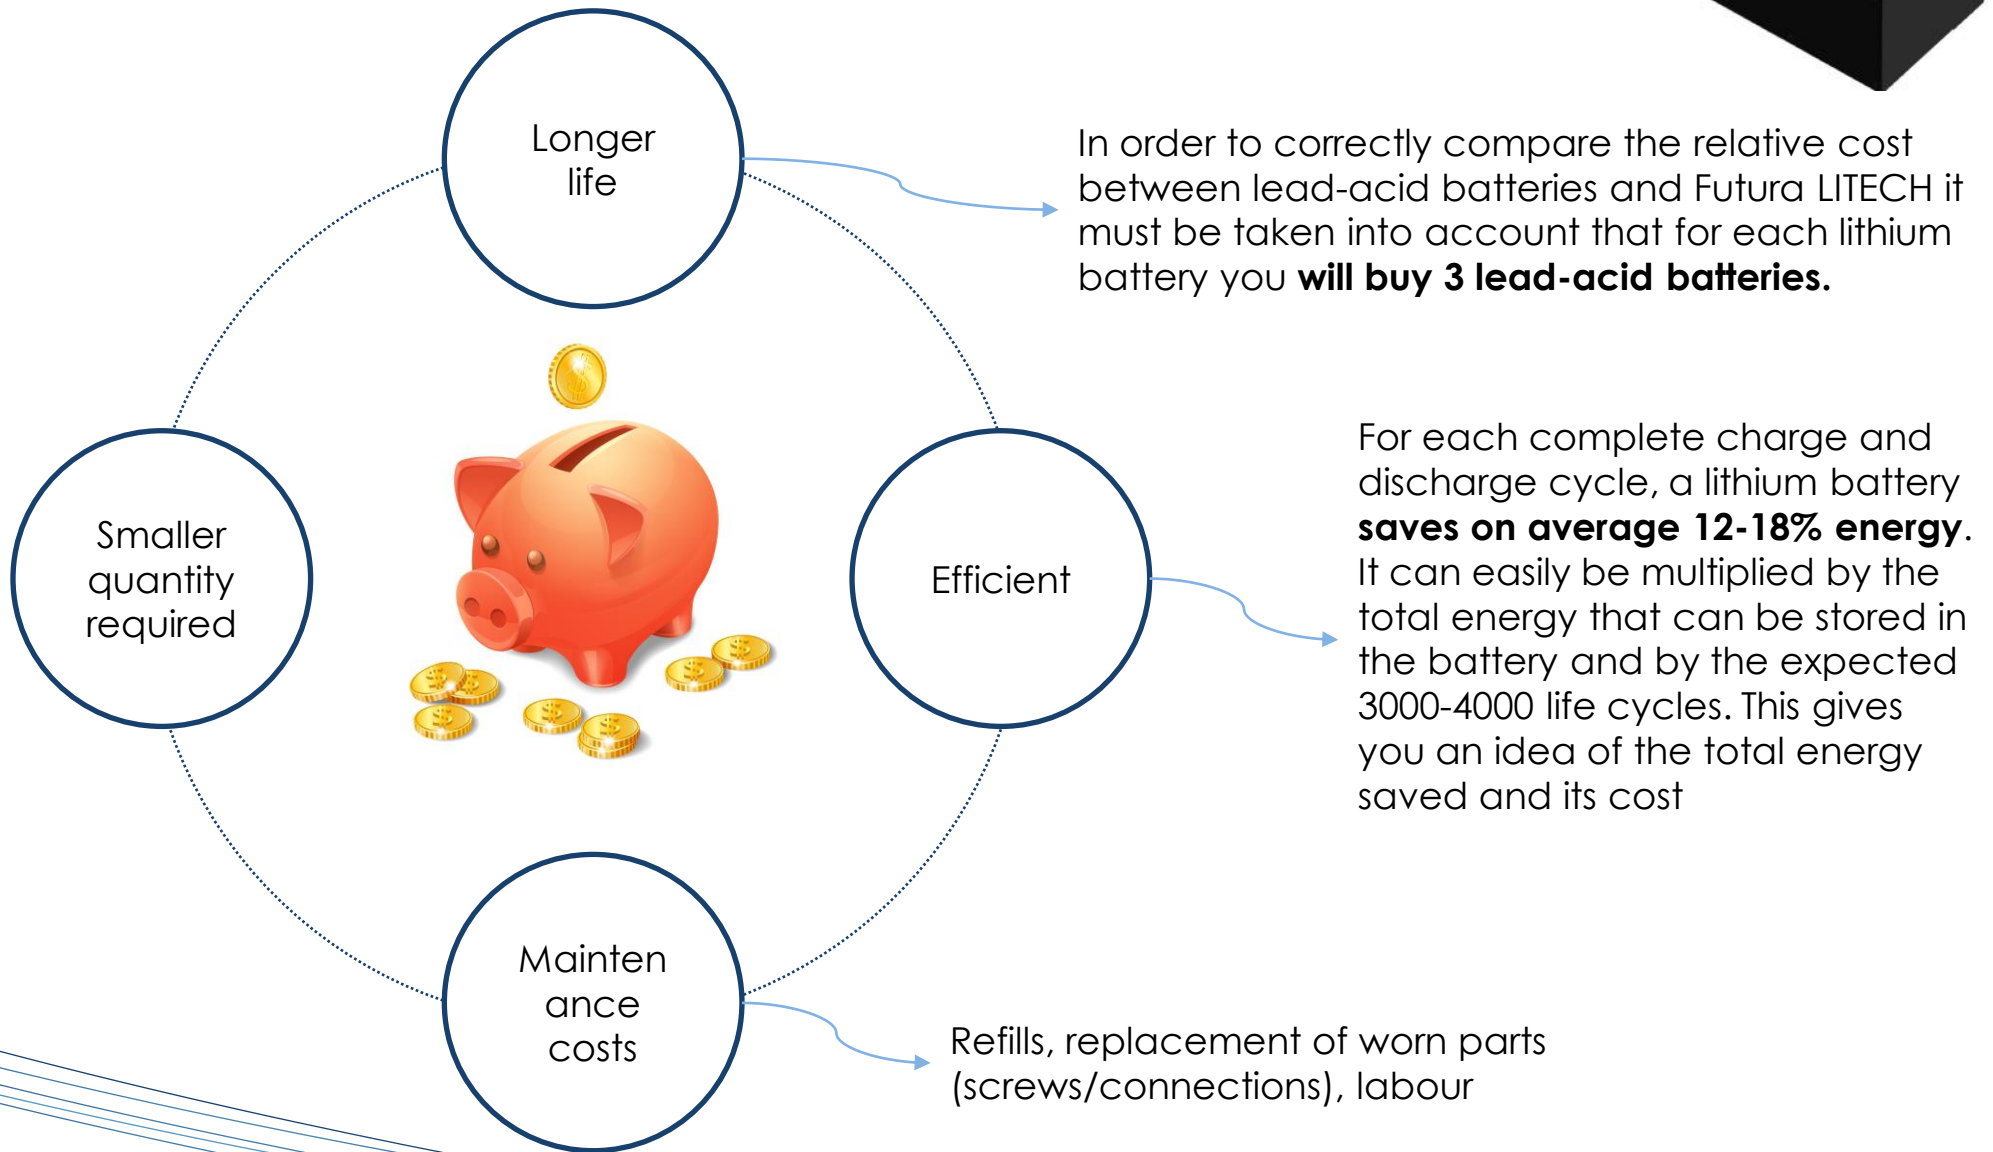 Longer
life
In order to correctly compare the relative cost
between lead-acid batteries and Futura LITECH it
must be taken into account that for each lithium
battery you will buy 3 lead-acid batteries.
Smaller
quantity
required
Efficient
For each complete charge and
discharge cycle, a lithium battery
saves on average 12-18% energy.
It can easily be multiplied by the
total energy that can be stored in
the battery and by the expected
3000-4000 life cycles. This gives
you an idea of the total energy
saved and its cost
Mainten
ance
costs
Refills, replacement of worn parts
(screws/connections), labour